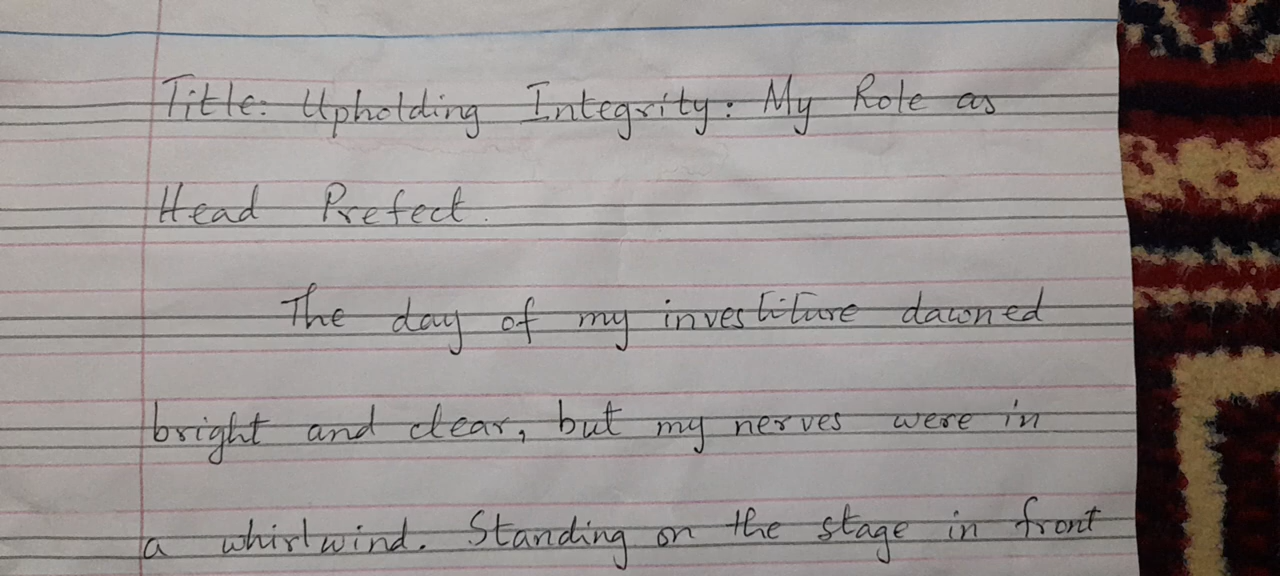 Title: Upholding Integrity: My Role as
Head Prefect.
The day of my investiture dawned
bright and clear, but my nerves were in
a whirlwind. Standing on the stage in front